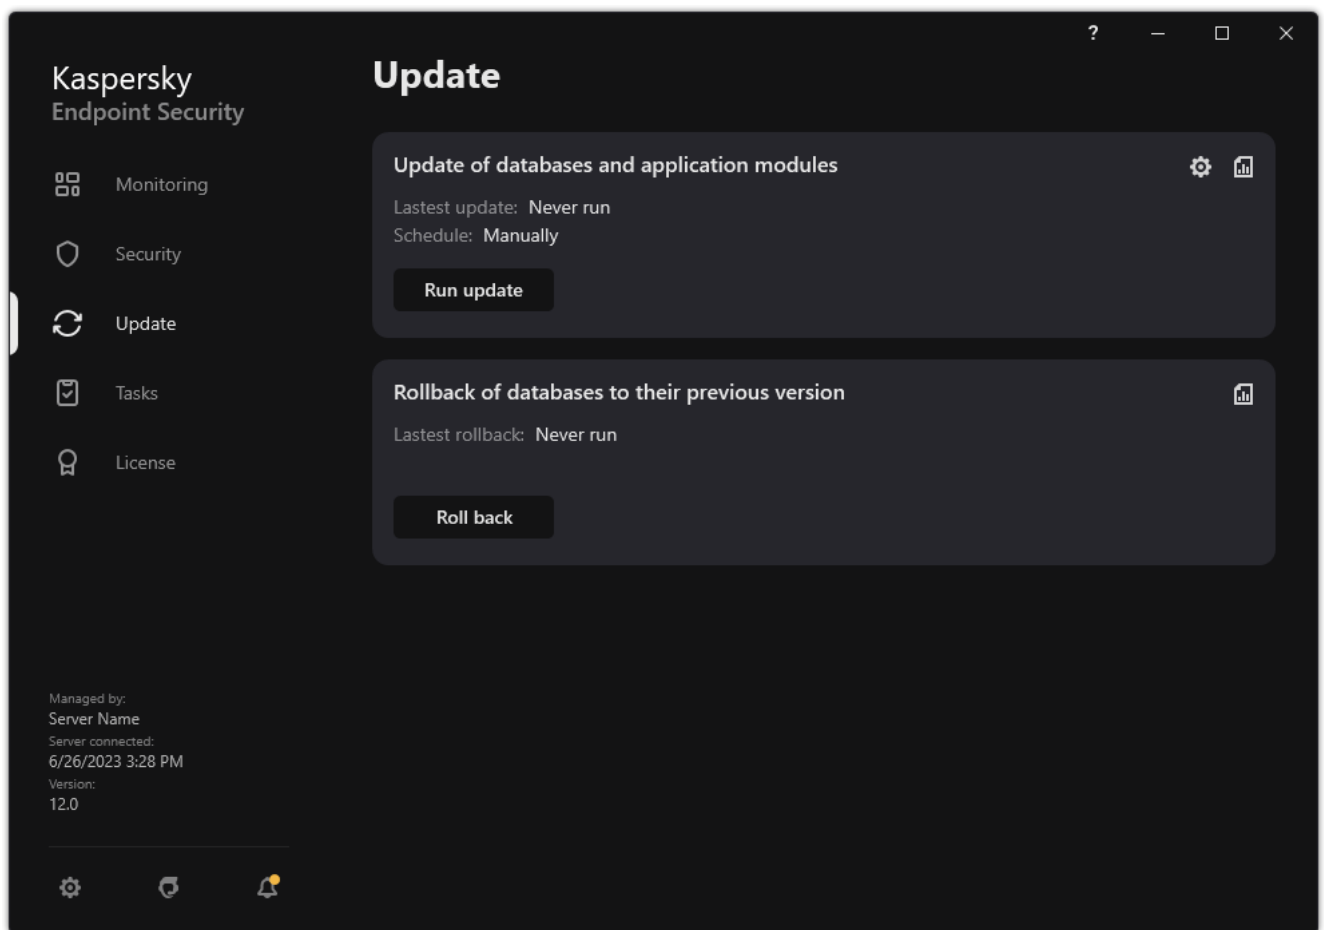 ?
Kaspersky
Endpoint Security
Monitoring
Security
Update
Tasks
License
Managed by:
Server Name
Server connected:
6/26/2023 3:28 PM
Version:
12.0
Update
Update of databases and application modules
Lastest update: Never run
Schedule: Manually
Run update
Rollback of databases to their previous version
Lastest rollback: Never run
Roll back